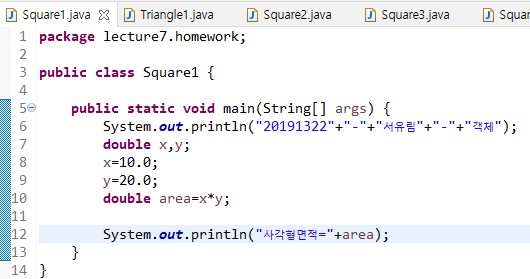 Square1.java Triangle1.java Square2.java Square3.java Squar
1 package lecture7.homework;
2
3 public class Square1 {
4
5 public static void main(String[] args) {
6 System.out.println("20191322"+"-"+"서유림"+"-"+"객체");
7 double x,y;
8 x=10.0;
9 y=20.0;
10 double area=x*y;
11
12 System.out.println("사각형면적="+area);
13 }
14 }